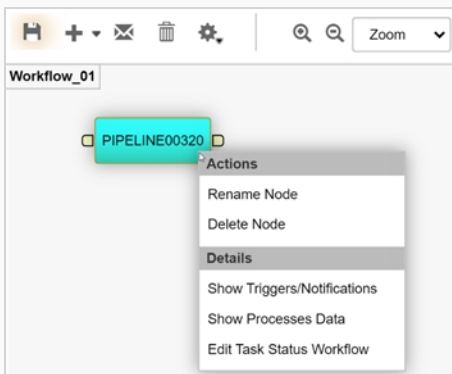 Zoom
Workflow_01
PIPELINE00320
Actions
Rename Node
Delete Node
Details
Show Triggers/Notifications
Show Processes Data
Edit Task Status Workflow